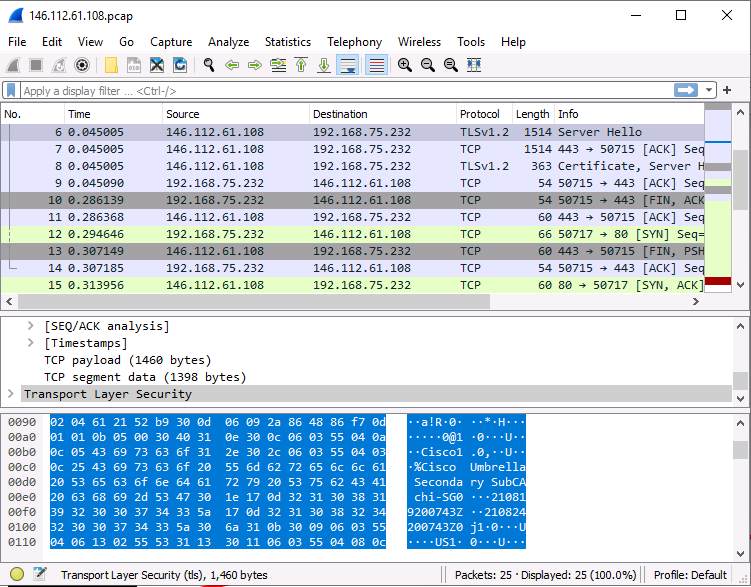 146.112.61.108.pcap
File Edit View Go Capture Analyze Statistics Telephony Wireless Tools Help
Apply a display filter ... <Ctrl-/>
No. Time Source Destination Protocol Length Info
6 0.045005 146.112.61.108 192.168.75.232 TLSv1.2 1514 Server Hello
7 0.045005 146.112.61.108 192.168.75.232 TCP 1514 443 → 50715 [ACK] Seq
8 0.045005 146.112.61.108 192.168.75.232 TLSv1.2 363 Certificate, Server H
9 0.045090 192.168.75.232 146.112.61.108 TCP 54 50715 → 443 [ACK] Seq
10 0.286139 192.168.75.232 146.112.61.108 TCP 54 50715 → 443 [FIN, ACK
11 0.286368 146.112.61.108 192.168.75.232 TCP 60 443 → 50715 [ACK] Seq
12 0.294646 192.168.75.232 146.112.61.108 TCP 66 50717 → 80 [SYN] Seq=
13 0.307149 146.112.61.108 192.168.75.232 TCP 60 443 → 50715 [FIN, PSH
14 0.307185 192.168.75.232 146.112.61.108 TCP 54 50715 → 443 [ACK] Seq
15 0.313956 146.112.61.108 192.168.75.232 TCP 60 80 → 50717 [SYN, ACK]
[SEQ/ACK analysis]
[Timestamps]
TCP payload (1460 bytes)
TCP segment data (1398 bytes)
Transport Layer Security
0090 02 04 61 21 52 b9 30 0d 06 09 2a 86 48 86 f7 0d ··a!R·0· ··*·H···
00a0 01 01 0b 05 00 30 40 31 0e 30 0c 06 03 55 04 0a ·····0@1 ·0···U··
00b0 0c 05 43 69 73 63 6f 31 2e 30 2c 06 03 55 04 03 ··Cisco1 .0,··U··
00c0 0c 25 43 69 73 63 6f 20 55 6d 62 72 65 6c 6c 61 ·%Cisco Umbrella
00d0 20 53 65 63 6f 6e 64 61 72 79 20 53 75 62 43 41 Seconda ry SubCA
00e0 20 63 68 69 2d 53 47 30 1e 17 0d 32 31 30 38 31 chi-SG0 ···21081
00f0 39 32 30 30 37 34 33 5a 17 0d 32 31 30 38 32 34 9200743Z ··210824
0100 32 30 30 37 34 33 5a 30 6a 31 0b 30 09 06 03 55 200743Z0 j1·0···U
0110 04 06 13 02 55 53 31 13 30 11 06 03 55 04 08 0c ····US1· 0···U···
Transport Layer Security (tls), 1,460 bytes Packets: 25 · Displayed: 25 (100.0%) Profile: Default